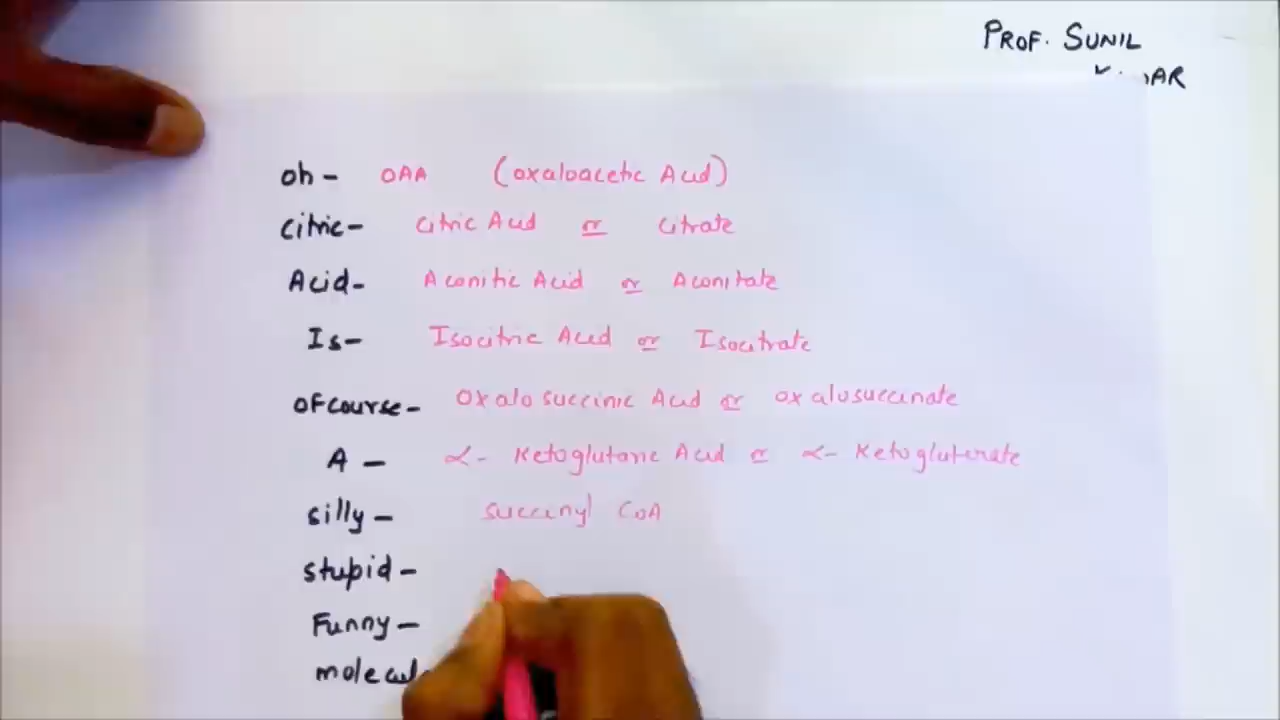 PROF. SUNIL
oh - OAA (oxaloacetic Acid)
citric - citric Acid or citrate
Acid - Aconitic Acid or Aconitate
Is - Isocitric Acid or Isocitrate
ofcourse - oxalosuccinic Acid or oxalosuccinate
A - α- Ketoglutaric Acid or α- Ketogluterate
silly - succinyl CoA
stupid -
Funny -